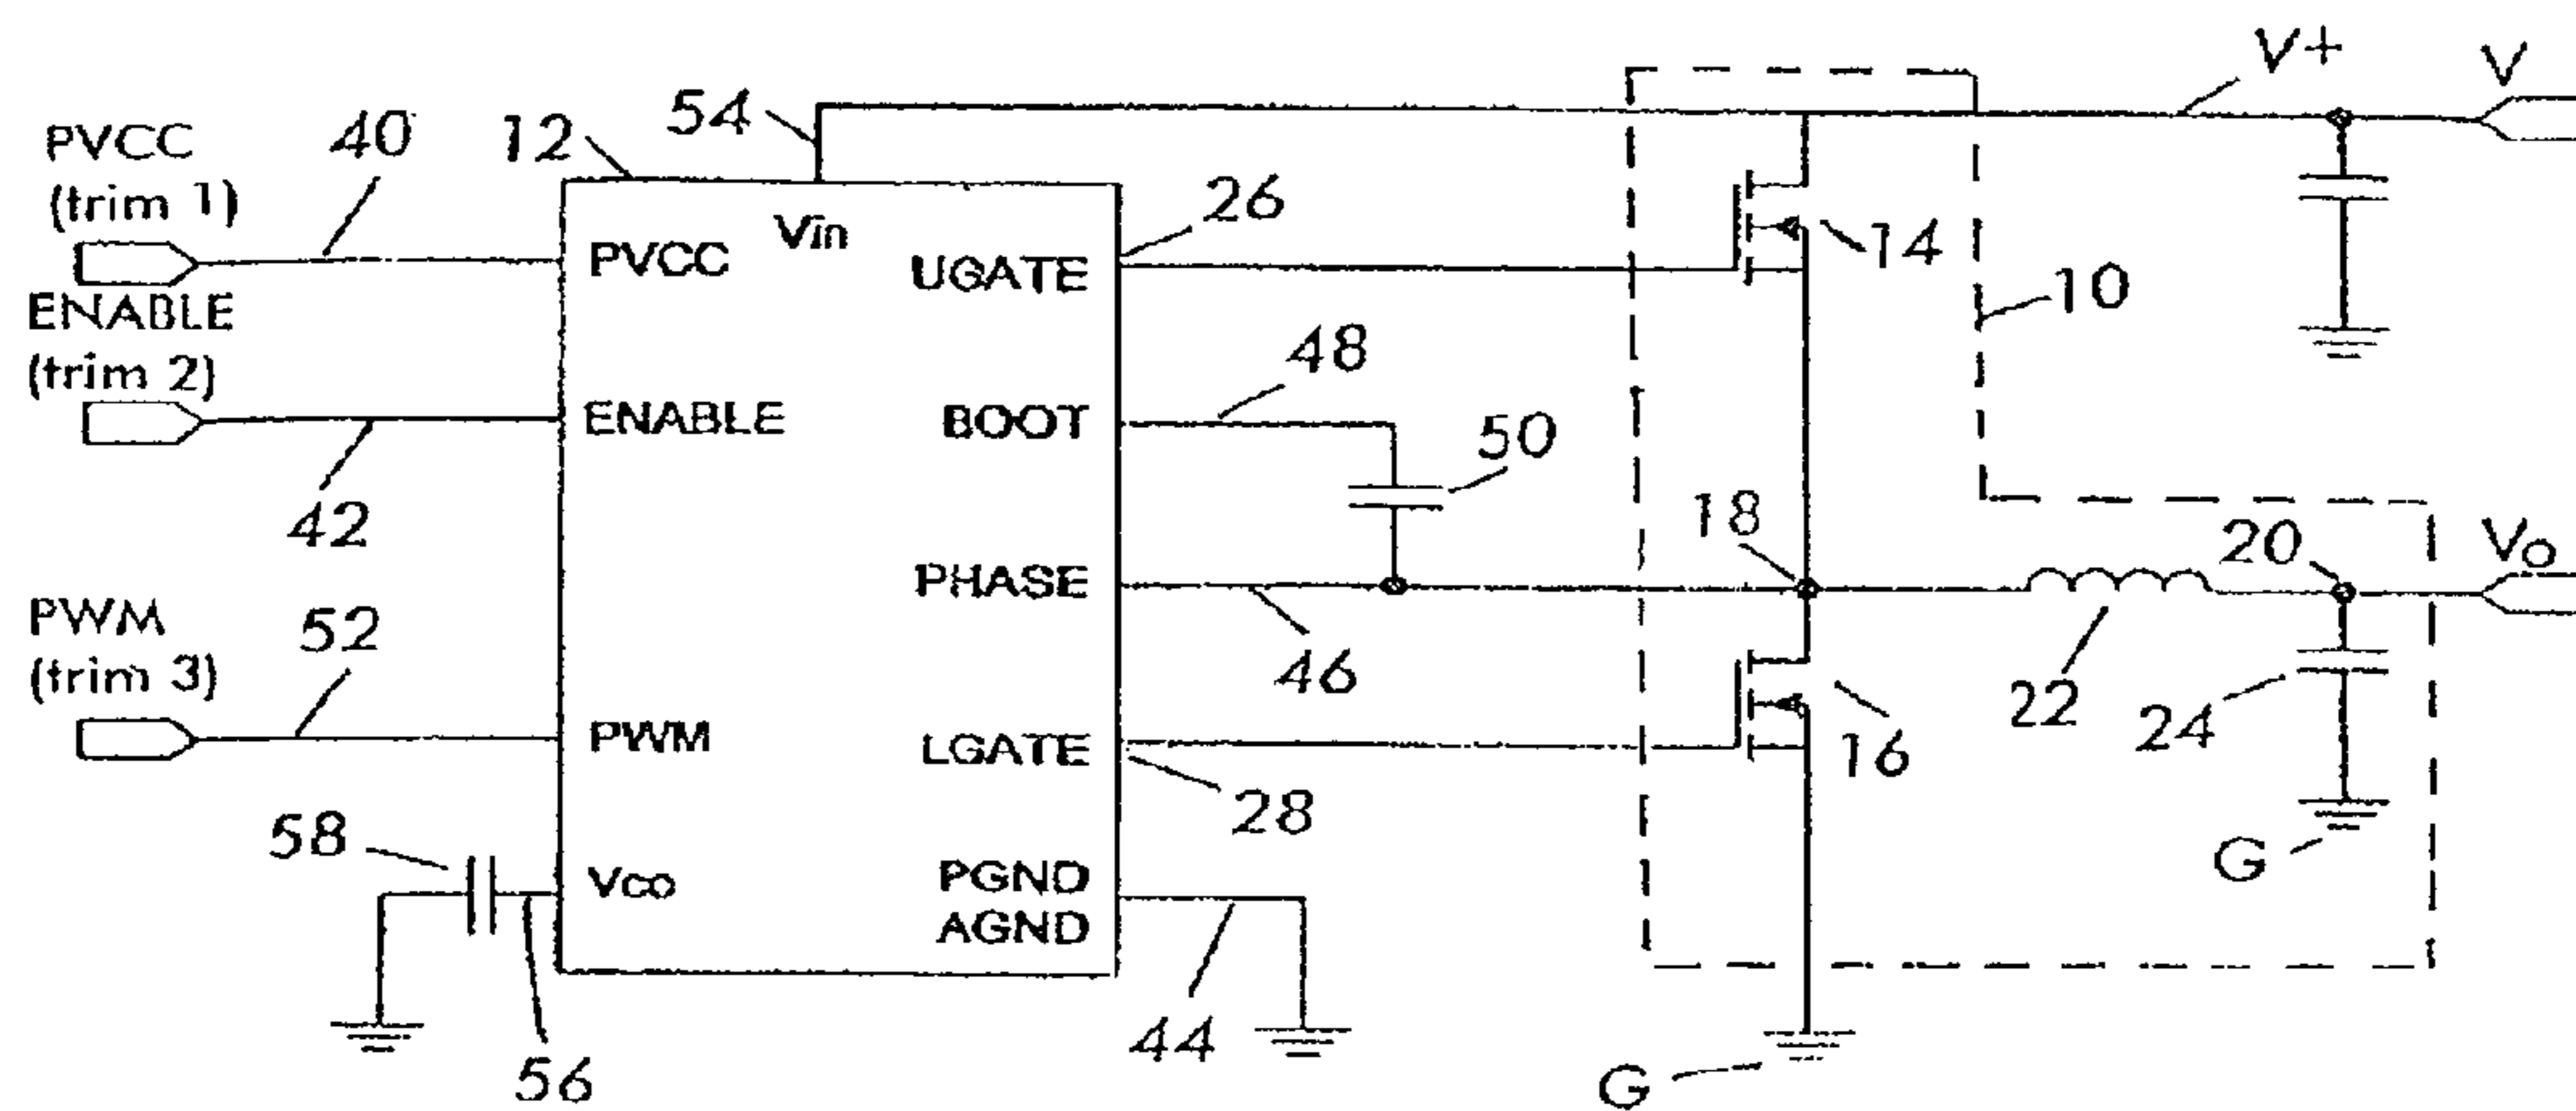 V+
V
PVCC
(trim 1)
40
12
54
Vin
PVCC
26
UGATE
14
10
ENABLE
(trim 2)
42
ENABLE
48
BOOT
50
18
20
Vo
PHASE
46
PWM
(trim 3)
52
PWM
LGATE
28
16
22
24
G
58
Vco
56
PGND
AGND
44
G